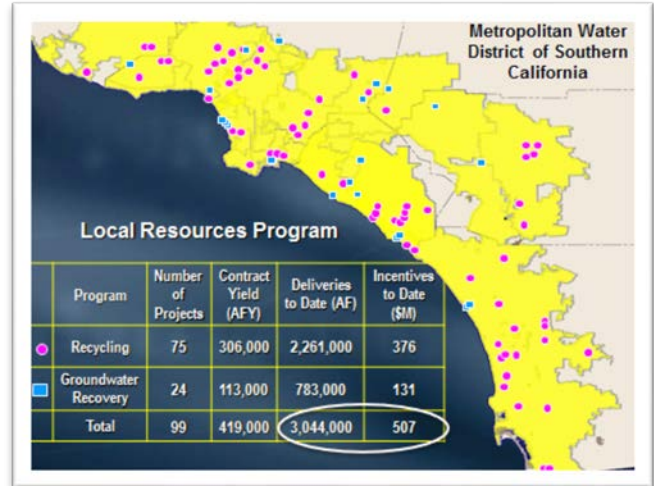 Metropolitan Water
District of Southern
California
Local Resources Program
Program
Number
of
Projects
Contract
Yield
(AFY)
Deliveries
to Date (AF)
Incentives
to Date
($M)
Recycling 75 306,000 2,261,000 376
Groundwater
Recovery 24 113,000 783,000 131
Total 99 419,000 3,044,000 507